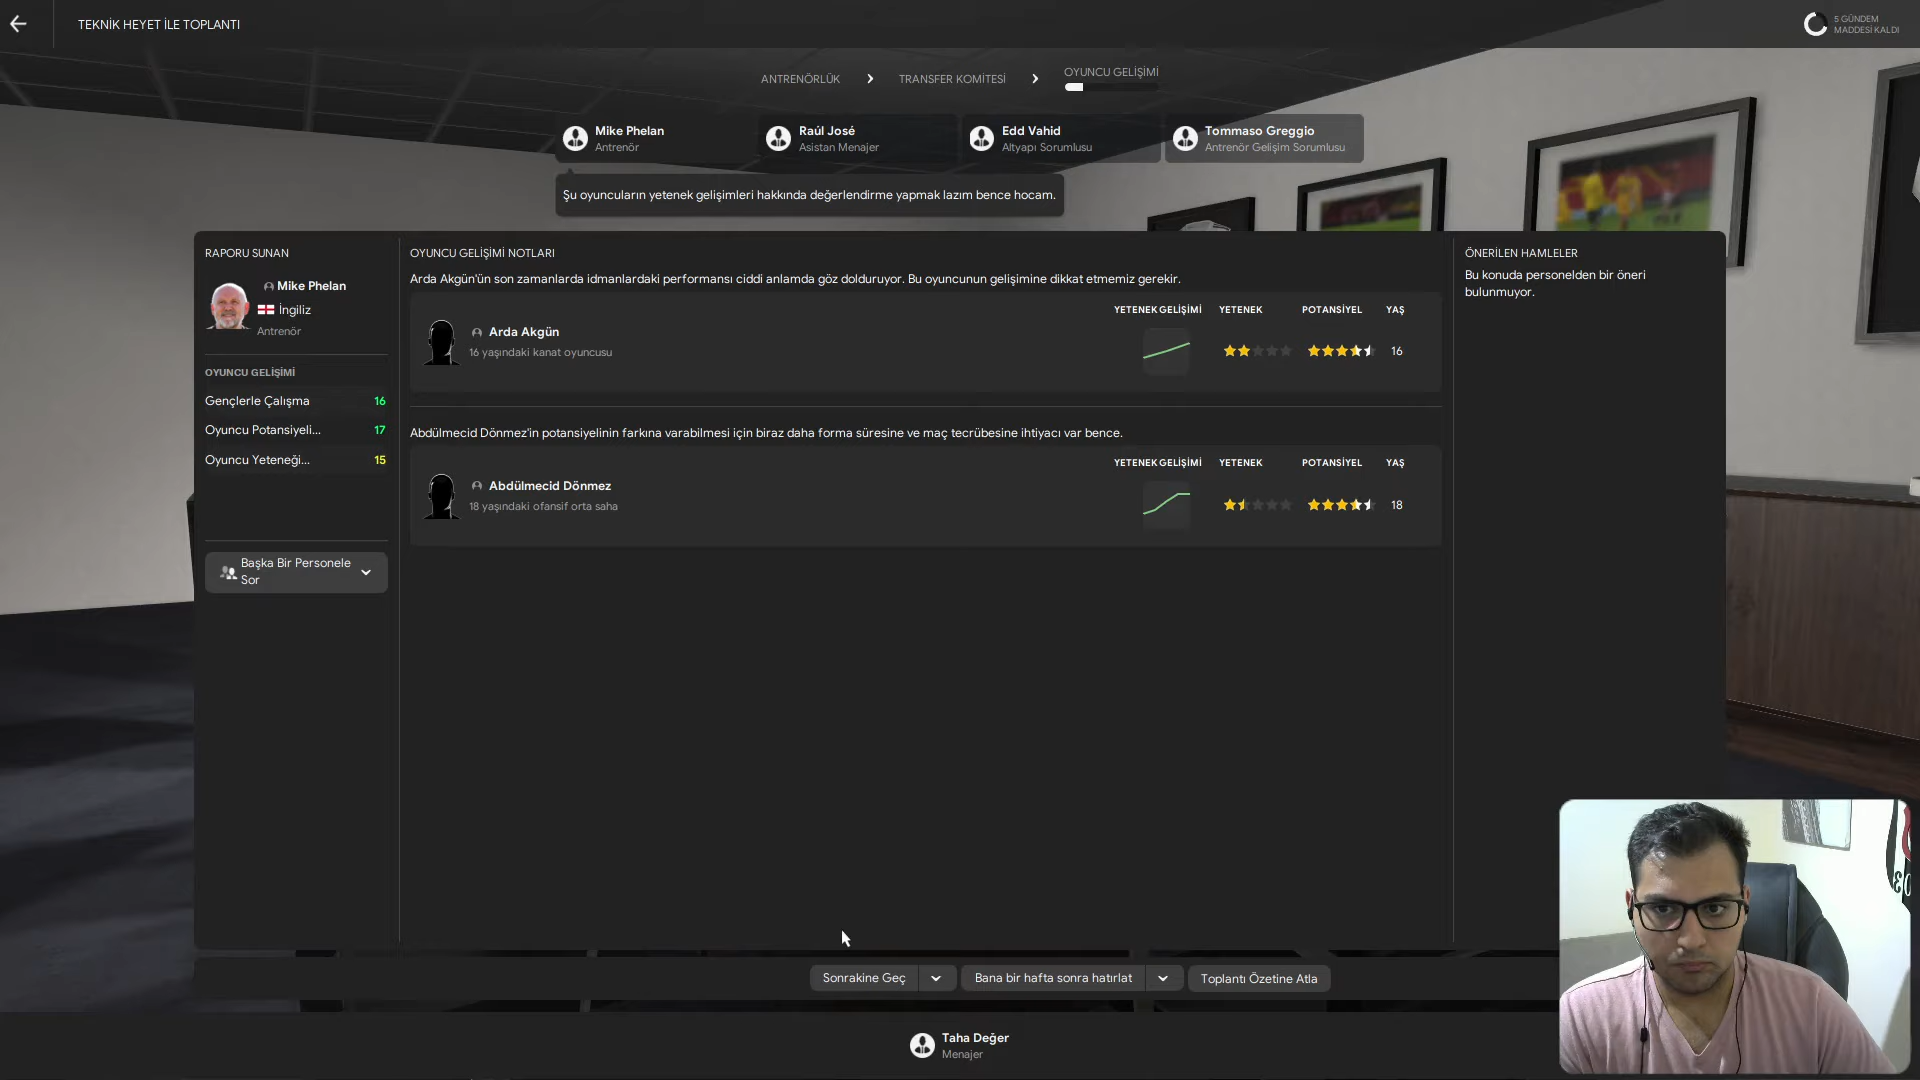 TEKNİK HEYET İLE TOPLANTI
5 GÜNDEM
MADDESİ KALDI
ANTRENÖRLÜK
TRANSFER KOMİTESİ
OYUNCU GELİŞİMİ
Mike Phelan
Antrenör
Raúl José
Asistan Menajer
Edd Vahid
Altyapı Sorumlusu
Tommaso Greggio
Antrenör Gelişim Sorumlusu
Şu oyuncuların yetenek gelişimleri hakkında değerlendirme yapmak lazım bence hocam.
RAPORU SUNAN
Mike Phelan
İngiliz
Antrenör
OYUNCU GELİŞİMİ
Gençlerle Çalışma 16
Oyuncu Potansiyeli... 17
Oyuncu Yeteneği... 15
Başka Bir Personele
Sor
OYUNCU GELİŞİMİ NOTLARI
Arda Akgün'ün son zamanlarda idmanlardaki performansı ciddi anlamda göz dolduruyor. Bu oyuncunun gelişimine dikkat etmemiz gerekir.
YETENEK GELİŞİMİ YETENEK POTANSİYEL YAŞ
Arda Akgün
16 yaşındaki kanat oyuncusu
16
Abdülmecid Dönmez'in potansiyelinin farkına varabilmesi için biraz daha forma süresine ve maç tecrübesine ihtiyacı var bence.
YETENEK GELİŞİMİ YETENEK POTANSİYEL YAŞ
Abdülmecid Dönmez
18 yaşındaki ofansif orta saha
18
ÖNERİLEN HAMLELER
Bu konuda personelden bir öneri
bulunmuyor.
Sonrakine Geç
Bana bir hafta sonra hatırlat
Toplantı Özetine Atla
Taha Değer
Menajer